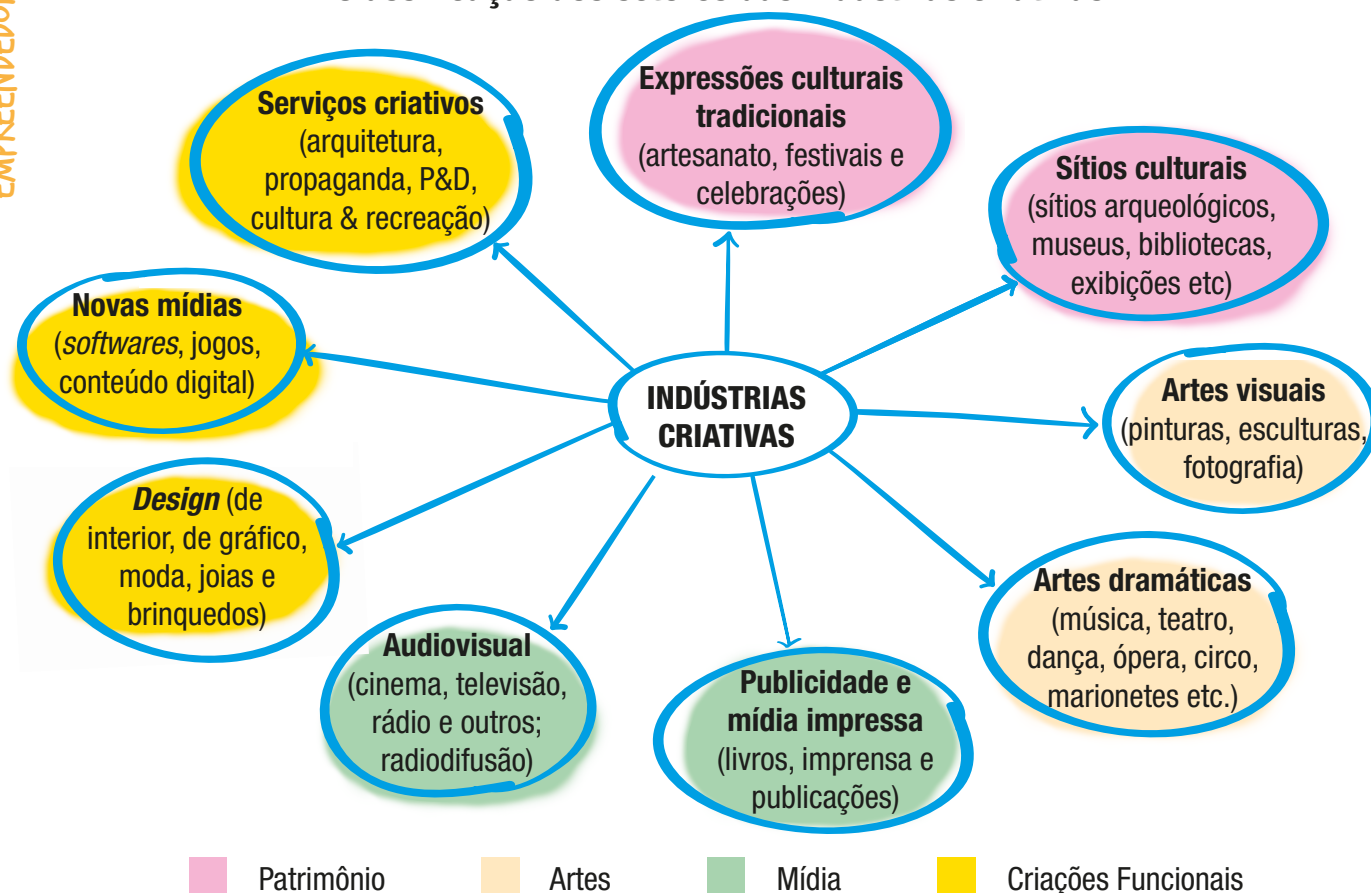 Serviços criativos
(arquitetura,
propaganda, P&D,
cultura & recreação)
Expressões culturais
tradicionais
(artesanato, festivais e
celebrações)
Sítios culturais
(sítios arqueológicos,
museus, bibliotecas,
exibições etc)
Novas mídias
(softwares, jogos,
conteúdo digital)
INDÚSTRIAS
CRIATIVAS
Artes visuais
(pinturas, esculturas,
fotografia)
Design (de
interior, de gráfico,
moda, joias e
brinquedos)
Artes dramáticas
(música, teatro,
dança, ópera, circo,
marionetes etc.)
Audiovisual
(cinema, televisão,
rádio e outros;
radiodifusão)
Publicidade e
mídia impressa
(livros, imprensa e
publicações)
Patrimônio
Artes
Mídia
Criações Funcionais